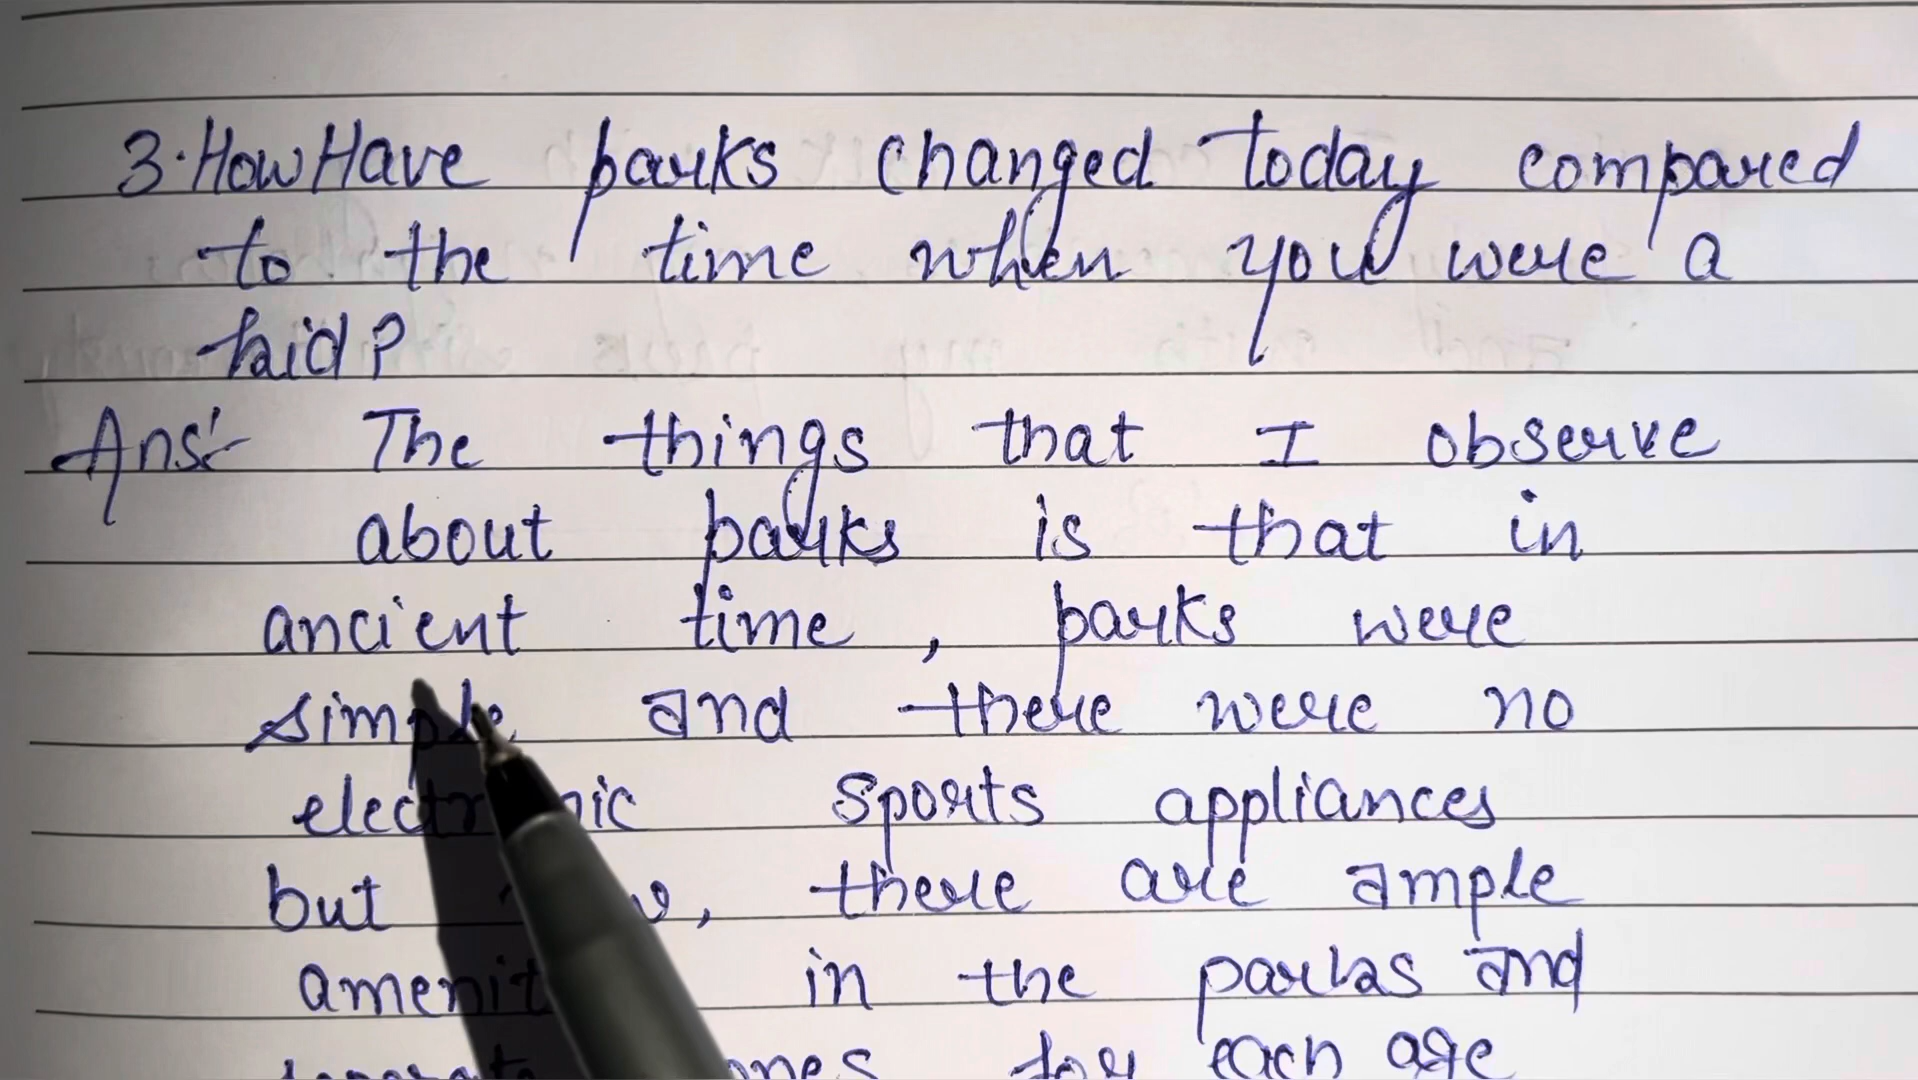 3. How Have parks changed today compared
to the time when you were a
kid?
Ans:- The things that I observe
about parks is that in
ancient time, parks were
simple and there were no
electronic sports appliances
but there are ample
in the parks and
for each age